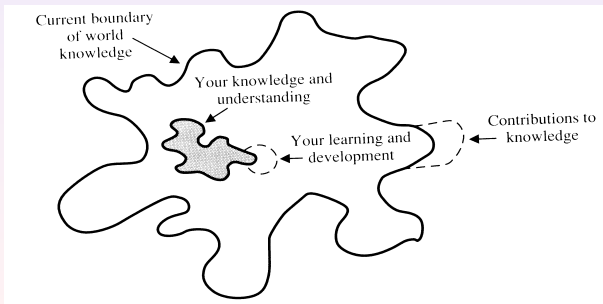 Current boundary
of world
knowledge
Your knowledge and
understanding
Your learning and
development
Contributions to
knowledge